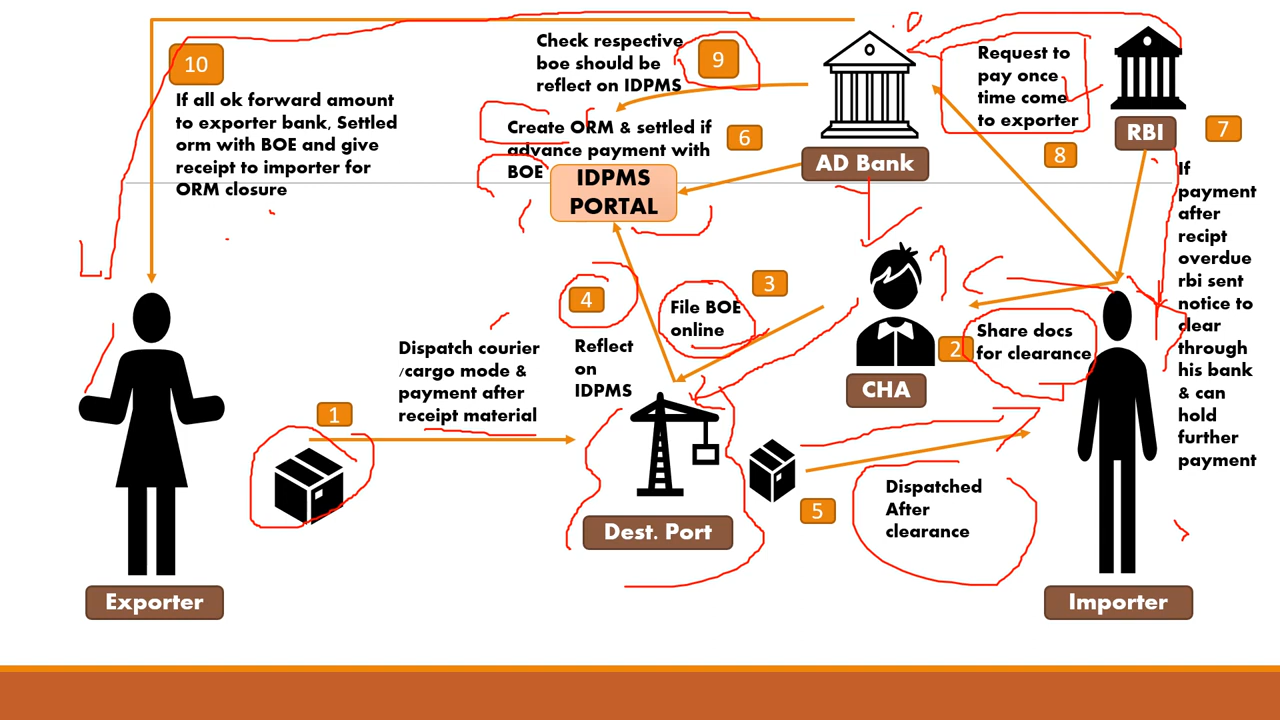 10
If all ok forward amount
to exporter bank, Settled
orm with BOE and give
receipt to importer for
ORM closure
Check respective
boe should be
reflect on IDPMS
9
Create ORM & settled if
advance payment with
BOE
6
IDPMS
PORTAL
AD Bank
Request to
pay once
time come
to exporter
8
RBI
7
If
payment
after
recipt
overdue
rbi sent
notice to
clear
through
his bank
& can
hold
further
payment
4
Reflect
on
IDPMS
File BOE
online
3
CHA
2
Share docs
for clearance
Dispatch courier
/cargo mode &
payment after
receipt material
1
Dest. Port
5
Dispatched
After
clearance
Exporter
Importer